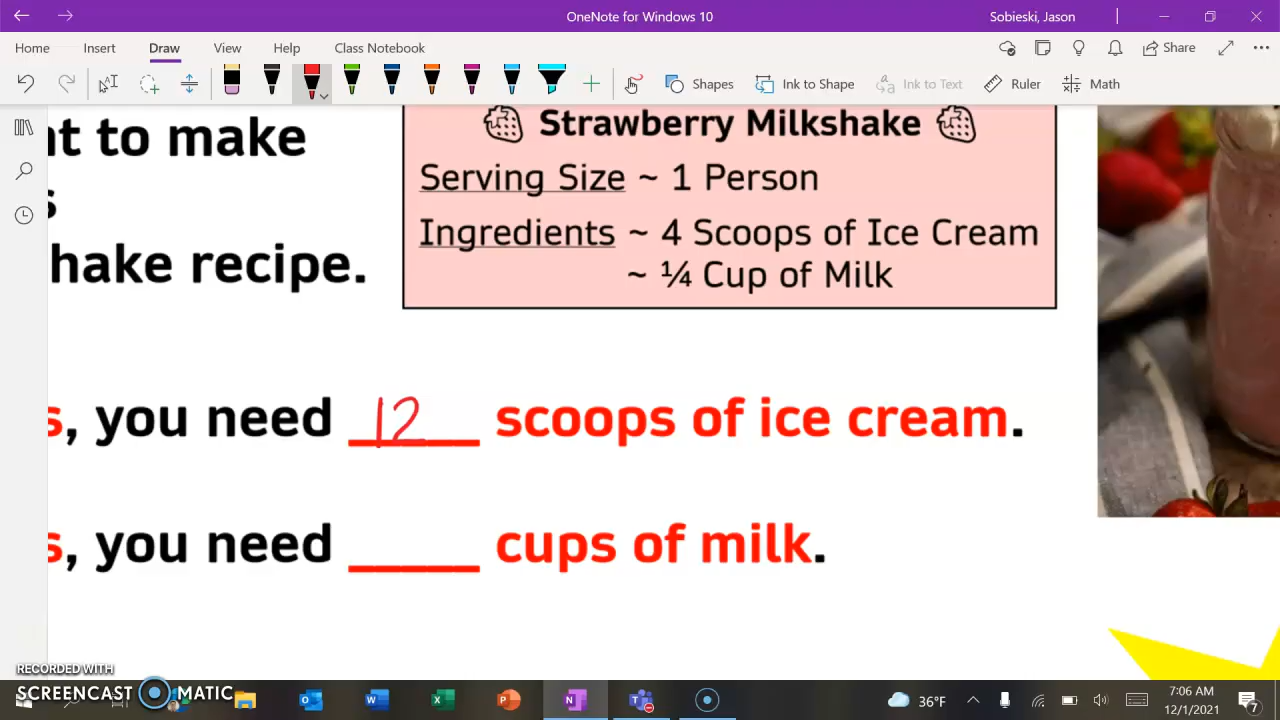 OneNote for Windows 10
Sobieski, Jason
Home Insert Draw View Help Class Notebook
Share
Shapes Ink to Shape Ink to Text Ruler Math
nt to make
s
hake recipe.
Strawberry Milkshake
Serving Size ~ 1 Person
Ingredients ~ 4 Scoops of Ice Cream
~ ¼ Cup of Milk
s, you need 12 scoops of ice cream.
s, you need _____ cups of milk.
RECORDED WITH
SCREENCAST MATIC
36°F
7:06 AM
12/1/2021
7